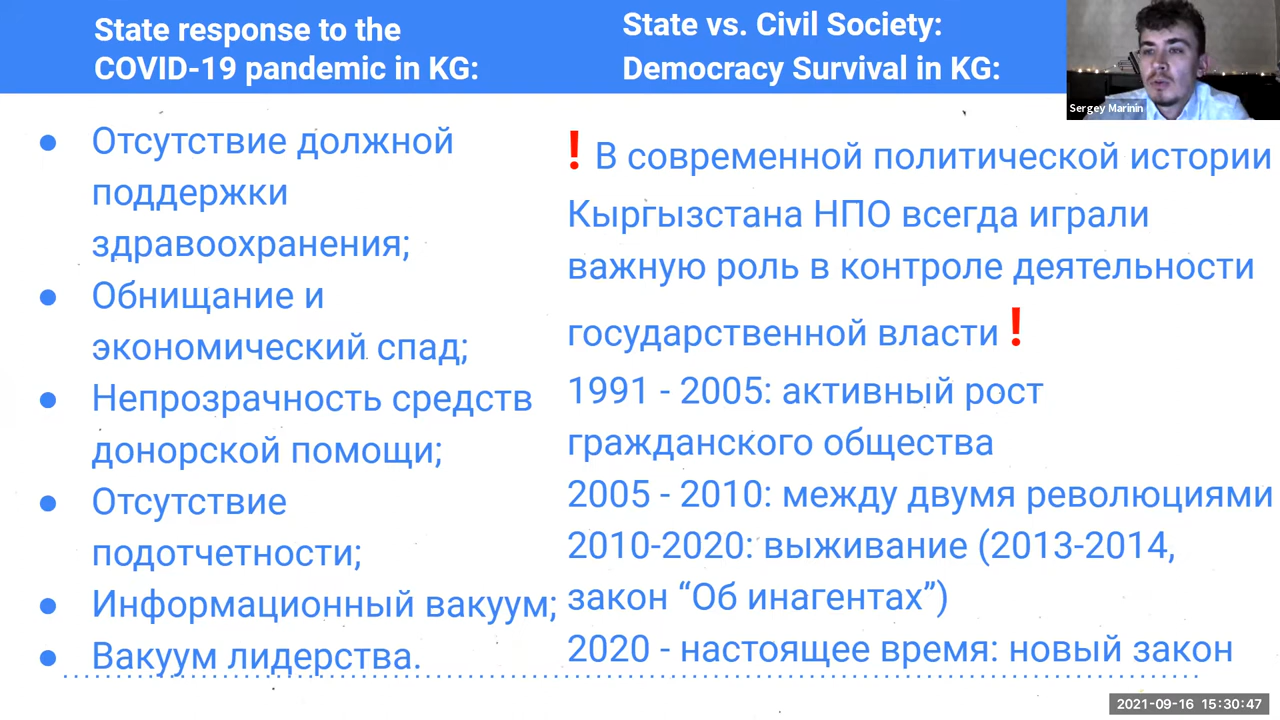 State response to the
COVID-19 pandemic in KG:
Отсутствие должной
поддержки
здравоохранения;
Обнищание и
экономический спад;
Непрозрачность средств
донорской помощи;
Отсутствие
подотчетности;
Информационный вакуум;
Вакуум лидерства.
State vs. Civil Society:
Democracy Survival in KG:
! В современной политической истории
Кыргызстана НПО всегда играли
важную роль в контроле деятельности
государственной власти !
1991 - 2005: активный рост
гражданского общества
2005 - 2010: между двумя революциями
2010-2020: выживание (2013-2014,
закон “Об инагентах”)
2020 - настоящее время: новый закон
Sergey Marinin
2021-09-16 15:30:47